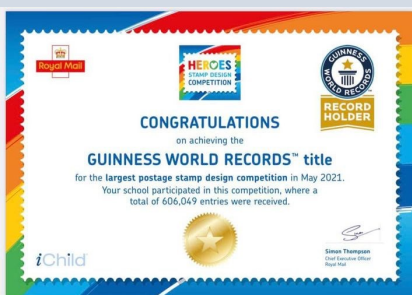 Royal Mail
HEROES
STAMP DESIGN
COMPETITION
GUINNESS
WORLD RECORDS
RECORD
HOLDER
CONGRATULATIONS
on achieving the
GUINNESS WORLD RECORDS™ title
for the largest postage stamp design competition in May 2021.
Your school participated in this competition, where a
total of 606,049 entries were received.
iChild
Simon Thompson
Chief Executive Officer
Royal Mail